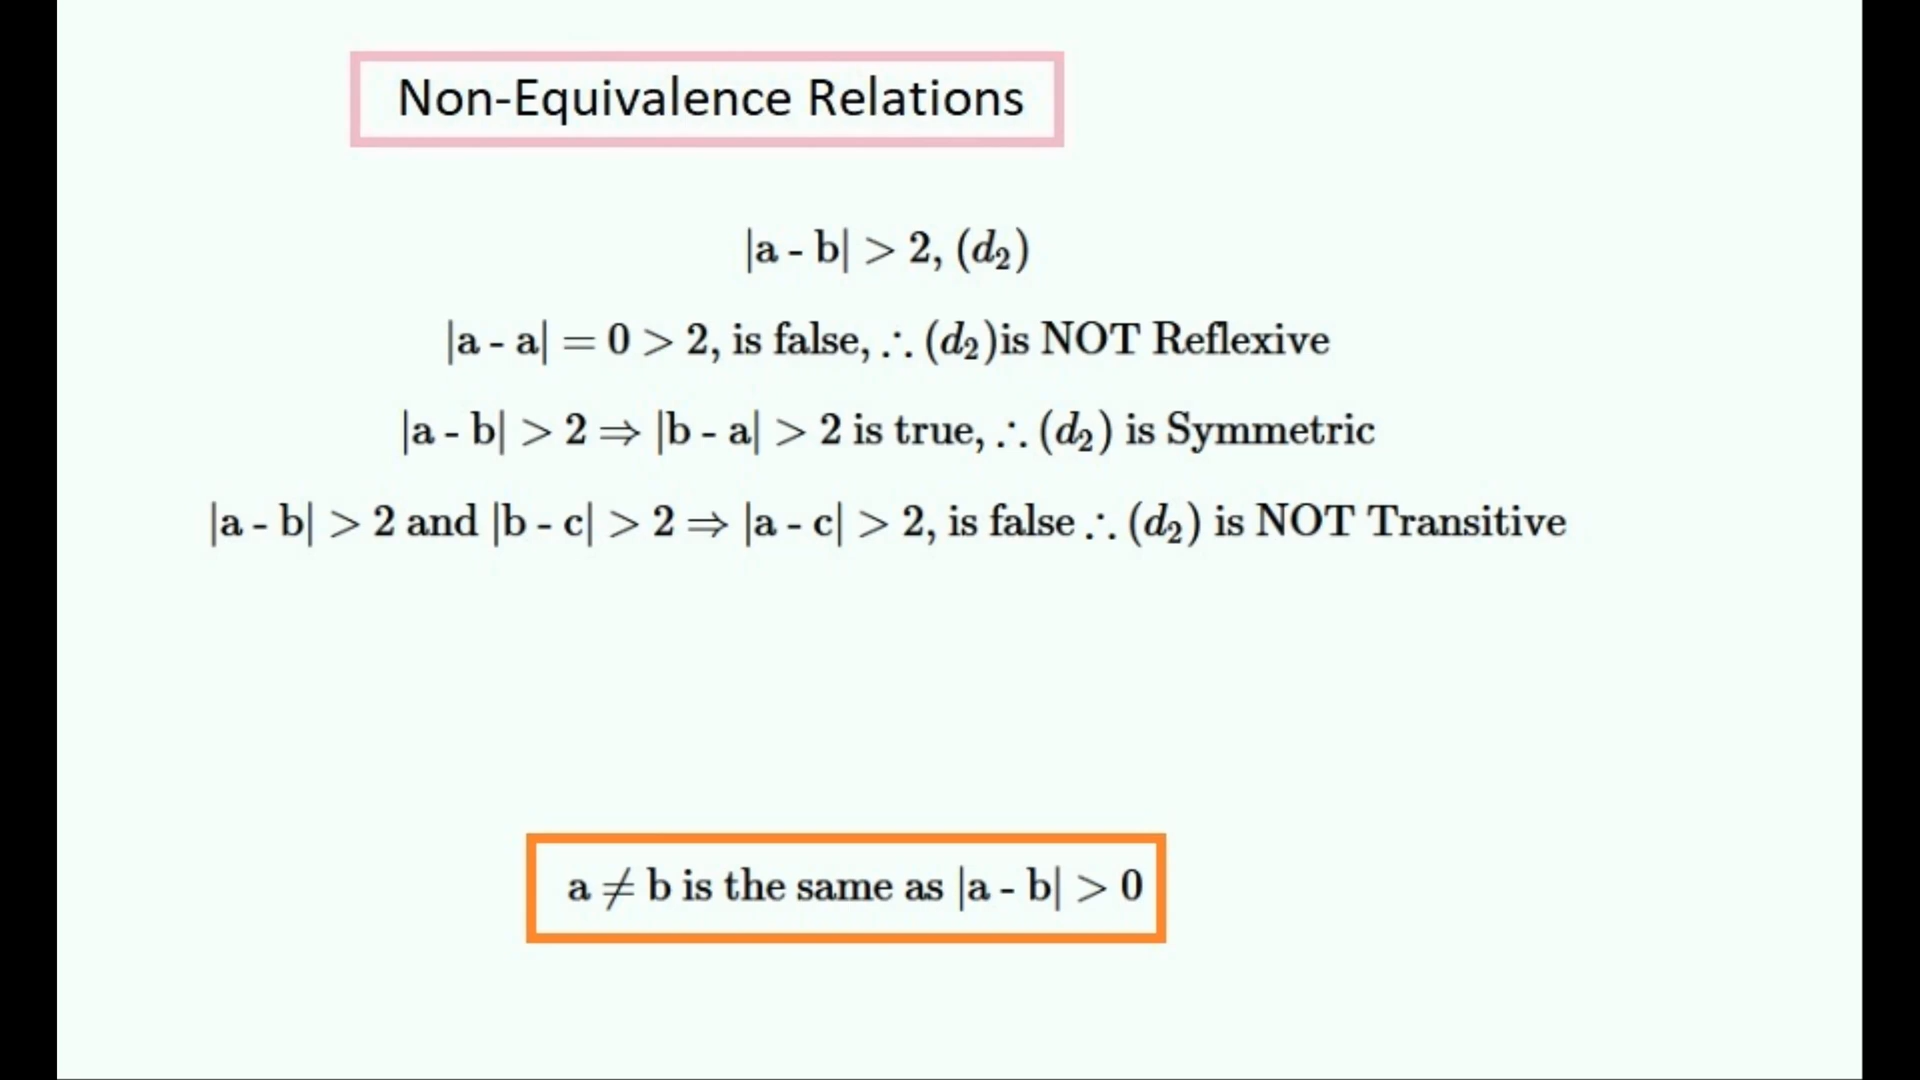 Non-Equivalence Relations
|a - b| > 2, (d₂)
|a - a| = 0 > 2, is false, ∴ (d₂)is NOT Reflexive
|a - b| > 2 ⇒ |b - a| > 2 is true, ∴ (d₂) is Symmetric
|a - b| > 2 and |b - c| > 2 ⇒ |a - c| > 2, is false ∴ (d₂) is NOT Transitive
a ≠ b is the same as |a - b| > 0